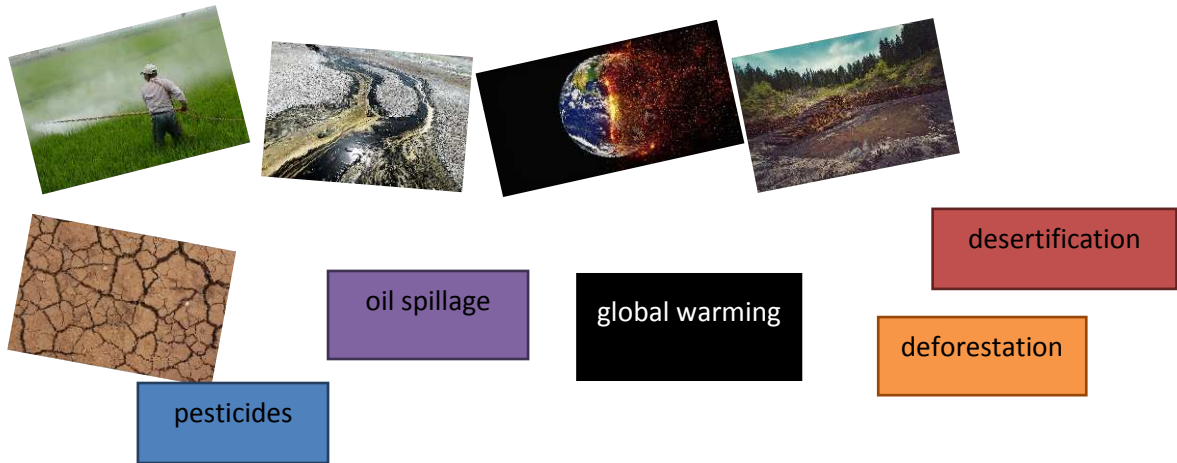 desertification
oil spillage
global warming
deforestation
pesticides